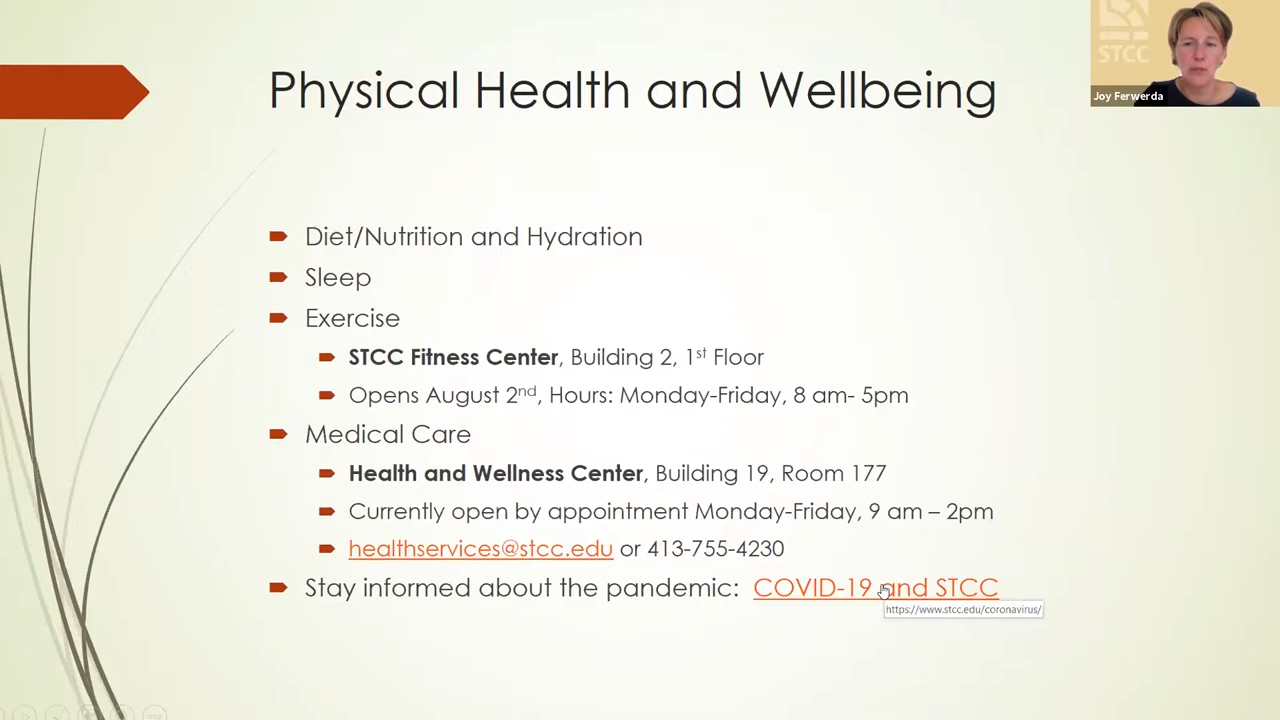 STCC
Joy Ferwerda
Physical Health and Wellbeing
Diet/Nutrition and Hydration
Sleep
Exercise
STCC Fitness Center, Building 2, 1st Floor
Opens August 2nd, Hours: Monday-Friday, 8 am- 5pm
Medical Care
Health and Wellness Center, Building 19, Room 177
Currently open by appointment Monday-Friday, 9 am – 2pm
healthservices@stcc.edu or 413-755-4230
Stay informed about the pandemic: COVID-19 and STCC
https://www.stcc.edu/coronavirus/